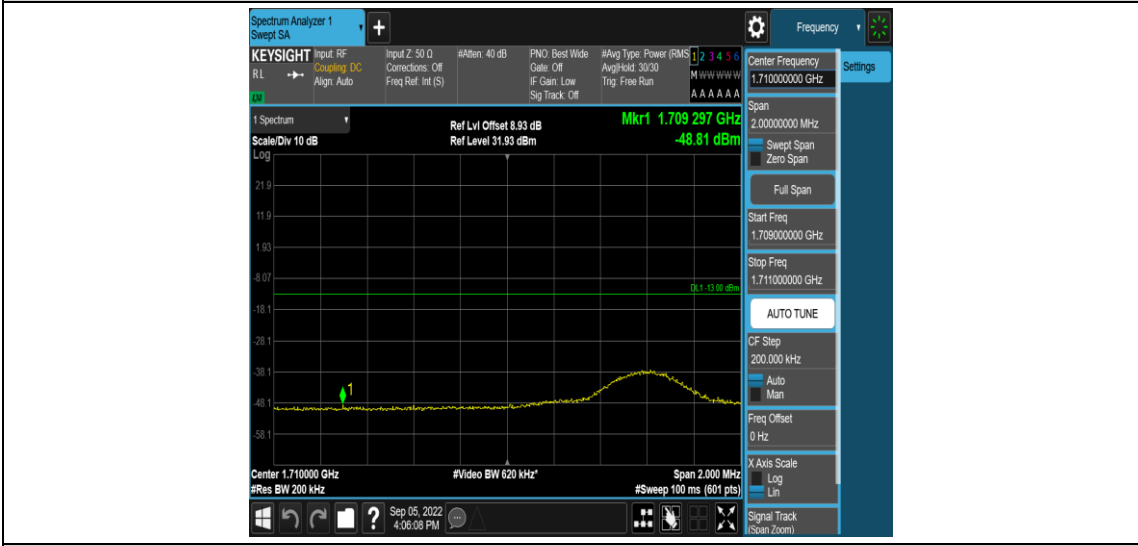 Spectrum Analyzer 1
Swept SA
Frequency
KEYSIGHT
RL
LXI
Input: RF
Coupling: DC
Align: Auto
Input Z: 50 Ω
Corrections: Off
Freq Ref: Int (S)
#Atten: 40 dB
PNO: Best Wide
Gate: Off
IF Gain: Low
Sig Track: Off
#Avg Type: Power (RMS
Avg|Hold: 30/30
Trig: Free Run
1 2 3 4 5 6
M W W W W W
A A A A A A
1 Spectrum
Scale/Div 10 dB
Log
Ref Lvl Offset 8.93 dB
Ref Level 31.93 dBm
Mkr1 1.709 297 GHz
-48.81 dBm
21.9
11.9
1.93
-8.07
-18.1
-28.1
-38.1
-48.1
-58.1
DL1 -13.00 dBm
1
Center 1.710000 GHz
#Res BW 200 kHz
#Video BW 620 kHz*
Span 2.000 MHz
#Sweep 100 ms (601 pts)
?
Sep 05, 2022
4:06:08 PM
Center Frequency
1.710000000 GHz
Settings
Span
2.00000000 MHz
Swept Span
Zero Span
Full Span
Start Freq
1.709000000 GHz
Stop Freq
1.711000000 GHz
AUTO TUNE
CF Step
200.000 kHz
Auto
Man
Freq Offset
0 Hz
X Axis Scale
Log
Lin
Signal Track
(Span Zoom)